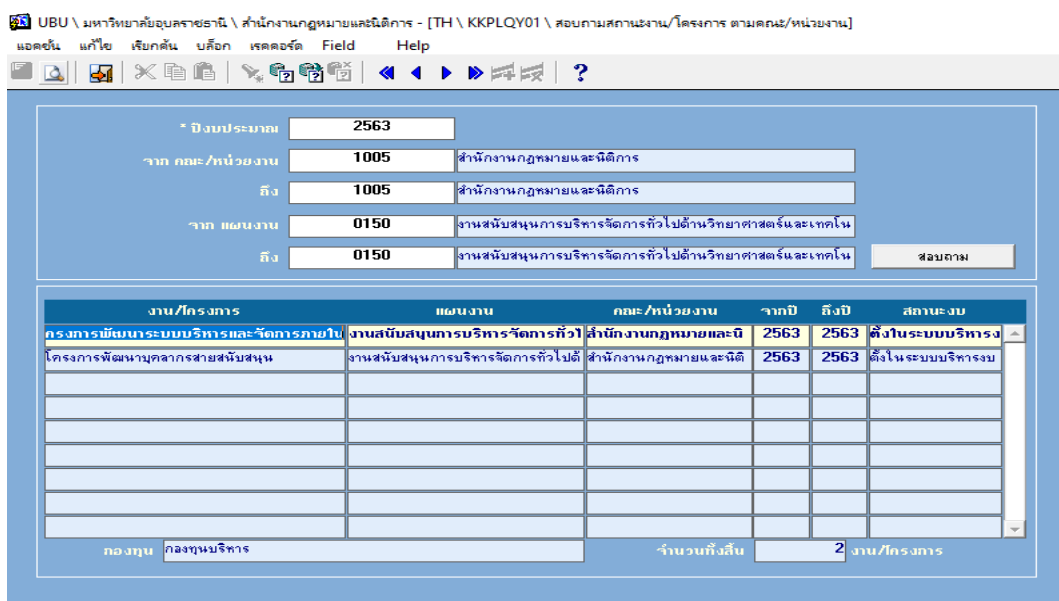 UBU \ มหาวิทยาลัยอุบลราชธานี \ สำนักงานกฎหมายและนิติการ - [TH \ KKPLQY01 \ สอบถามสถานะงาน/โครงการ ตามคณะ/หน่วยงาน]
แอคชั่น แก้ไข เรียกค้น บล็อก เรคคอร์ด Field Help
* ปีงบประมาณ 2563
จาก คณะ/หน่วยงาน 1005 สำนักงานกฎหมายและนิติการ
ถึง 1005 สำนักงานกฎหมายและนิติการ
จาก แผนงาน 0150 งานสนับสนุนการบริหารจัดการทั่วไปด้านวิทยาศาสตร์และเทคโน
ถึง 0150 งานสนับสนุนการบริหารจัดการทั่วไปด้านวิทยาศาสตร์และเทคโน สอบถาม
งาน/โครงการ แผนงาน คณะ/หน่วยงาน จากปี ถึงปี สถานะงบ
ครงการพัฒนาระบบบริหารและจัดการภายใน งานสนับสนุนการบริหารจัดการทั่วไ สำนักงานกฎหมายและนิ 2563 2563 ตั้งในระบบบริหารง
โครงการพัฒนาบุคลากรสายสนับสนุน งานสนับสนุนการบริหารจัดการทั่วไปด้ สำนักงานกฎหมายและนิติ 2563 2563 ตั้งในระบบบริหารงบ
กองทุน กองทุนบริหาร จำนวนทั้งสิ้น 2 งาน/โครงการ